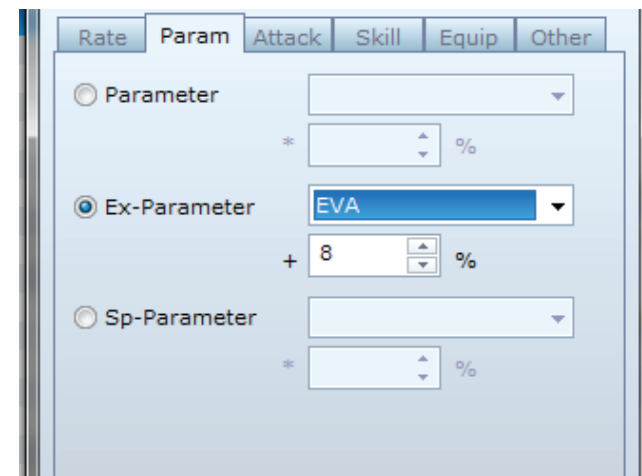 Rate Param Attack Skill Equip Other
Parameter
* %
Ex-Parameter EVA
+ 8 %
Sp-Parameter
* %